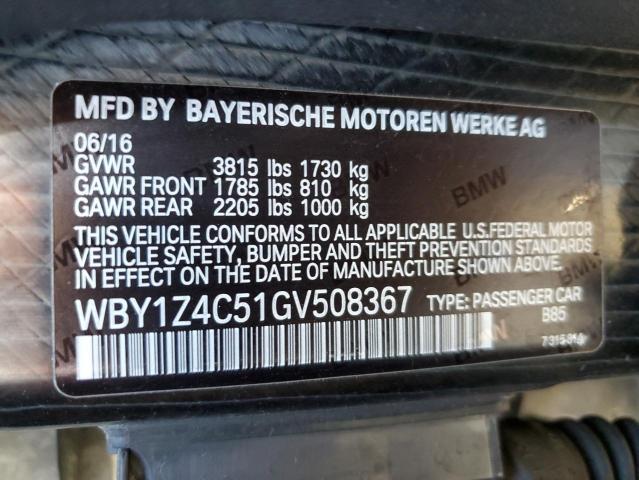 MFD BY BAYERISCHE MOTOREN WERKE AG
06/16
GVWR 3815 lbs 1730 kg
GAWR FRONT 1785 lbs 810 kg
GAWR REAR 2205 lbs 1000 kg
THIS VEHICLE CONFORMS TO ALL APPLICABLE U.S.FEDERAL MOTOR
VEHICLE SAFETY, BUMPER AND THEFT PREVENTION STANDARDS
IN EFFECT ON THE DATE OF MANUFACTURE SHOWN ABOVE.
WBY1Z4C51GV508367 TYPE: PASSENGER CAR
B85
BMW